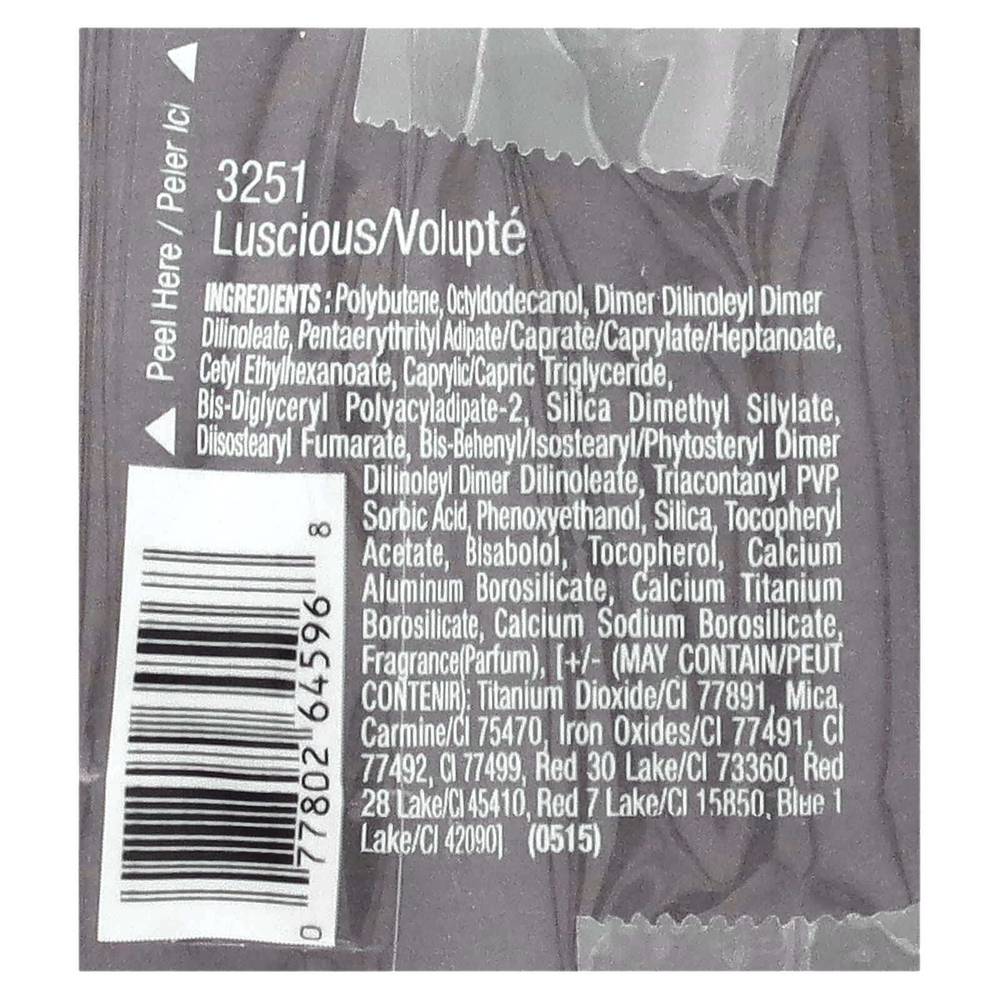 Peel Here / Peler Ici
3251
Luscious/Volupté
INGREDIENTS : Polybutene, Octyldodecanol, Dimer Dilinoleyl Dimer
Dilinoleate, Pentaerythrityl Adipate/Caprate/Caprylate/Heptanoate,
Cetyl Ethylhexanoate, Caprylic/Capric Triglyceride,
Bis-Diglyceryl Polyacyladipate-2, Silica Dimethyl Silylate,
Diisostearyl Fumarate, Bis-Behenyl/Isostearyl/Phytosteryl Dimer
Dilinoleyl Dimer Dilinoleate, Triacontanyl PVP,
Sorbic Acid, Phenoxyethanol, Silica, Tocopheryl
Acetate, Bisabolol, Tocopherol, Calcium
Aluminum Borosilicate, Calcium Titanium
Borosilicate, Calcium Sodium Borosilicate,
Fragrance(Parfum), [+/- (MAY CONTAIN/PEUT
CONTENIR): Titanium Dioxide/CI 77891, Mica,
Carmine/CI 75470, Iron Oxides/CI 77491, CI
77492, CI 77499, Red 30 Lake/CI 73360, Red
28 Lake/CI 45410, Red 7 Lake/CI 15850, Blue 1
Lake/CI 42090] (0515)
0 77802 64596 8